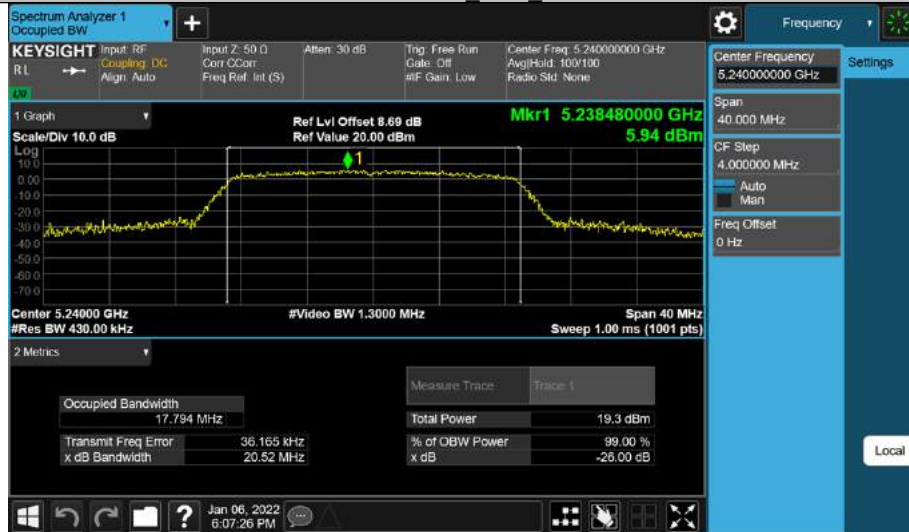 Spectrum Analyzer 1
Occupied BW
+
Frequency
KEYSIGHT
RL
Input: RF
Coupling: DC
Align: Auto
Input Z: 50 Ω
Corr CCorr
Freq Ref: Int (S)
Atten: 30 dB
Trig: Free Run
Gate: Off
#IF Gain: Low
Center Freq: 5.240000000 GHz
Avg|Hold: 100/100
Radio Std: None
Center Frequency
5.240000000 GHz
Settings
Span
40.000 MHz
CF Step
4.000000 MHz
Auto
Man
Freq Offset
0 Hz
Local
1 Graph
Scale/Div 10.0 dB
Ref Lvl Offset 8.69 dB
Ref Value 20.00 dBm
Mkr1 5.238480000 GHz
5.94 dBm
Log
10.0
0.00
-10.0
-20.0
-30.0
-40.0
-50.0
-60.0
-70.0
1
Center 5.24000 GHz
#Res BW 430.00 kHz
#Video BW 1.3000 MHz
Span 40 MHz
Sweep 1.00 ms (1001 pts)
2 Metrics
Measure Trace
Trace 1
Occupied Bandwidth
17.794 MHz
Total Power
19.3 dBm
Transmit Freq Error
36.165 kHz
% of OBW Power
99.00 %
x dB Bandwidth
20.52 MHz
x dB
-26.00 dB
?
Jan 06, 2022
6:07:26 PM